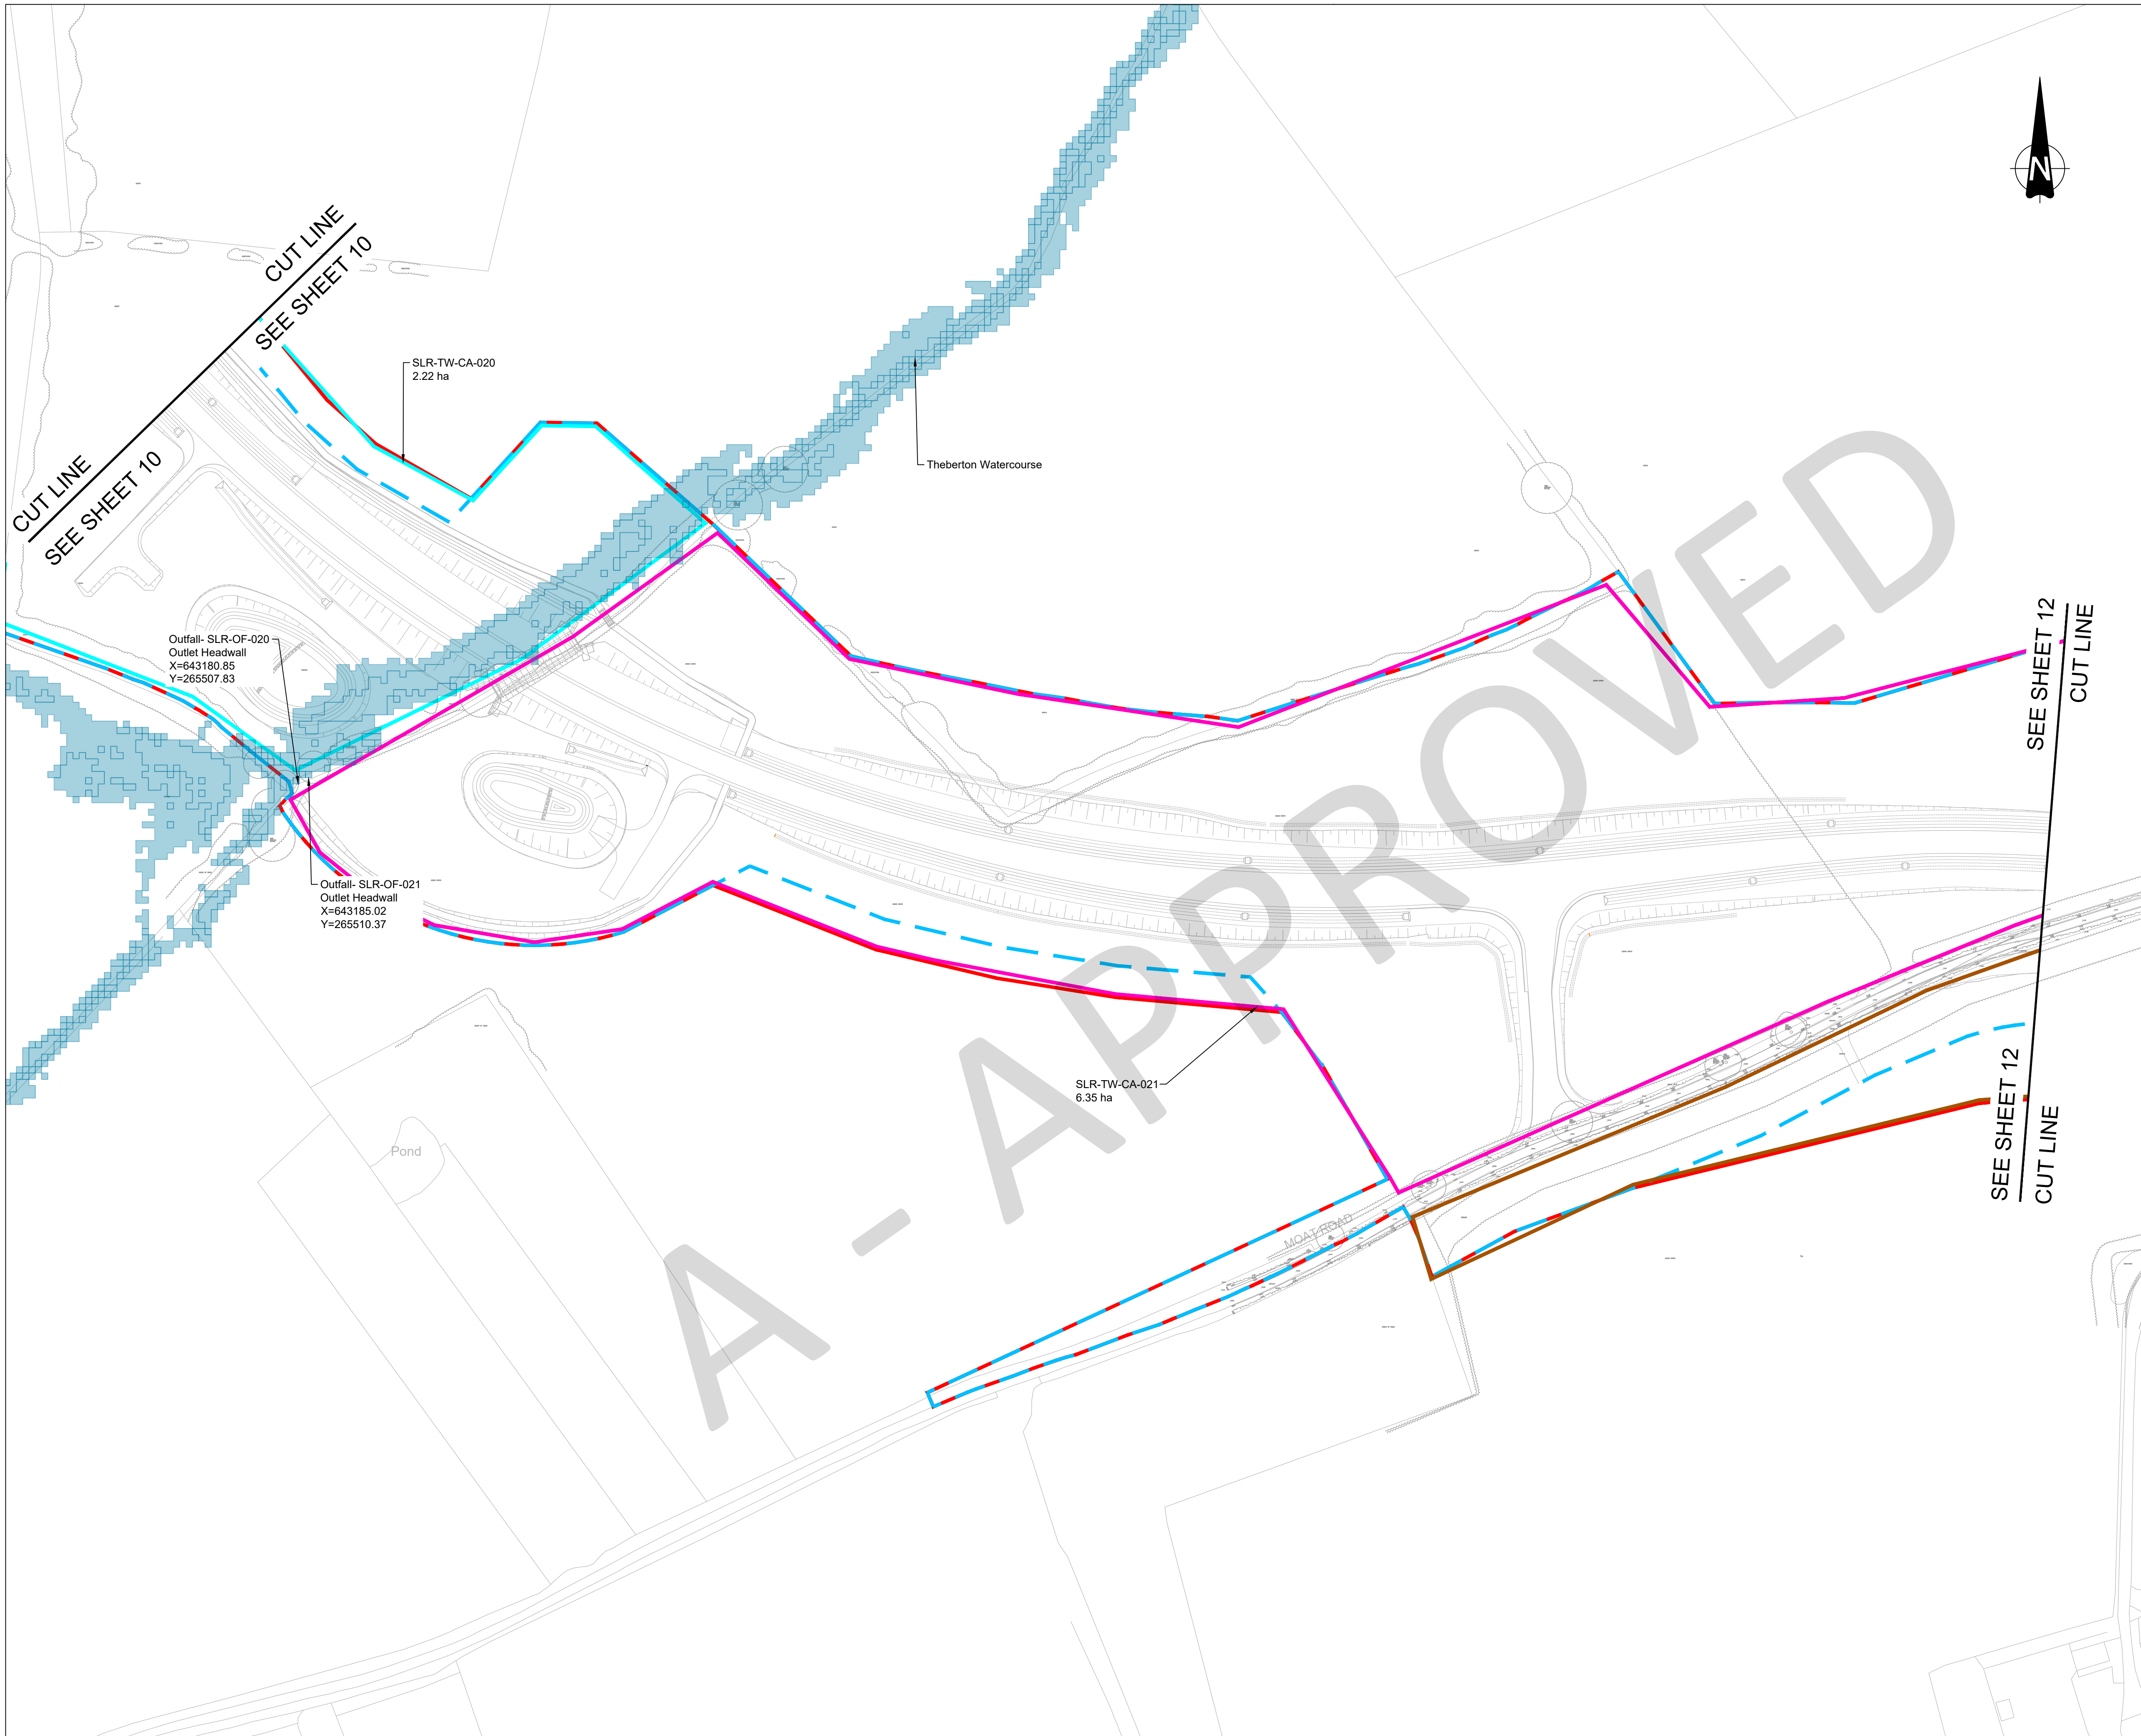 N
CUT LINE
SEE SHEET 10
SLR-TW-CA-020
2.22 ha
CUT LINE
SEE SHEET 10
Theberton Watercourse
Outfall- SLR-OF-020
Outlet Headwall
X=643180.85
Y=265507.83
SEE SHEET 12
CUT LINE
Outfall- SLR-OF-021
Outlet Headwall
X=643185.02
Y=265510.37
SLR-TW-CA-021
6.35 ha
SEE SHEET 12
CUT LINE
Pond
MOAT ROAD
A - APPROVED